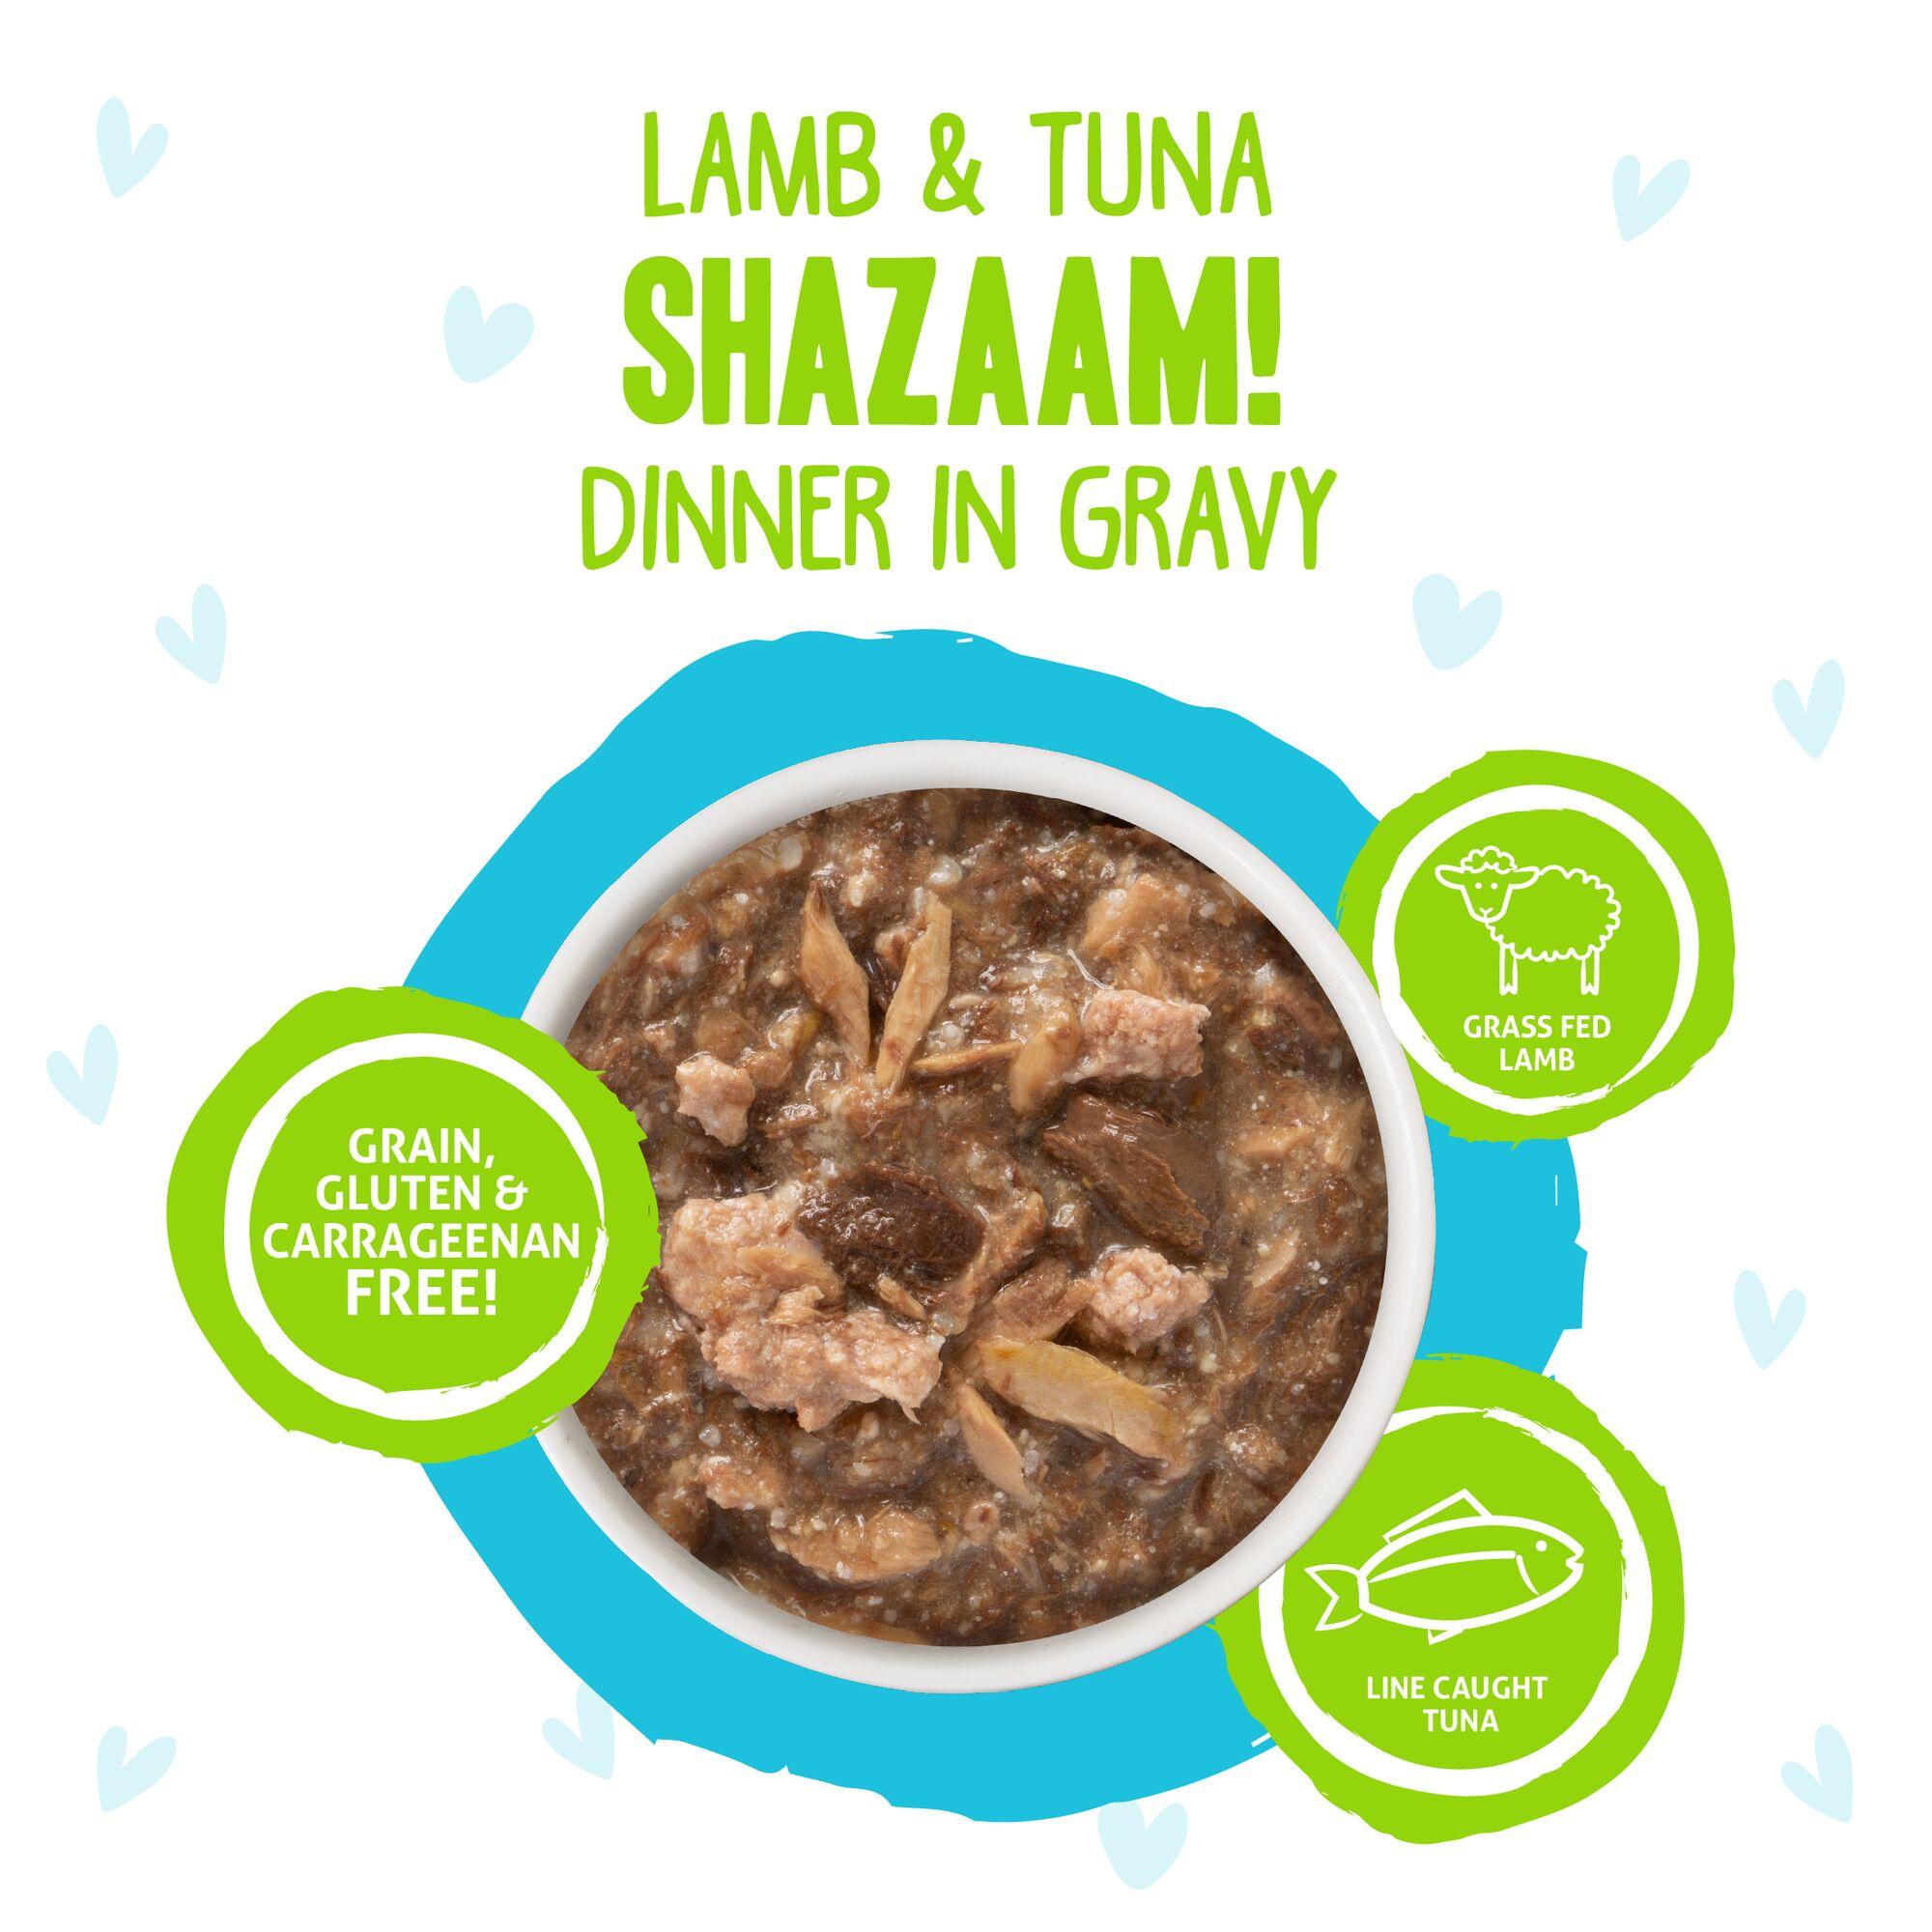 LAMB & TUNA
SHAZAAM!
DINNER IN GRAVY
GRASS FED
LAMB
GRAIN,
GLUTEN &
CARRAGEENAN
FREE!
LINE CAUGHT
TUNA